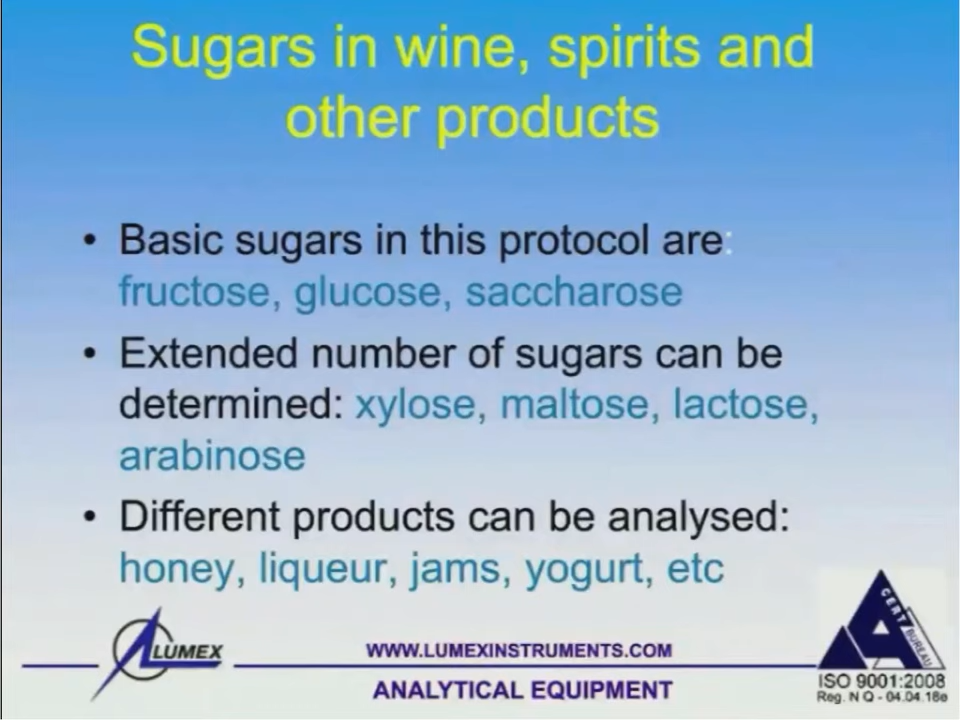 Sugars in wine, spirits and
other products
• Basic sugars in this protocol are:
fructose, glucose, saccharose
• Extended number of sugars can be
determined: xylose, maltose, lactose,
arabinose
• Different products can be analysed:
honey, liqueur, jams, yogurt, etc
LUMEX
WWW.LUMEXINSTRUMENTS.COM
ANALYTICAL EQUIPMENT
CERT BUREAU
ISO 9001:2008
Reg. N Q - 04.04.18e